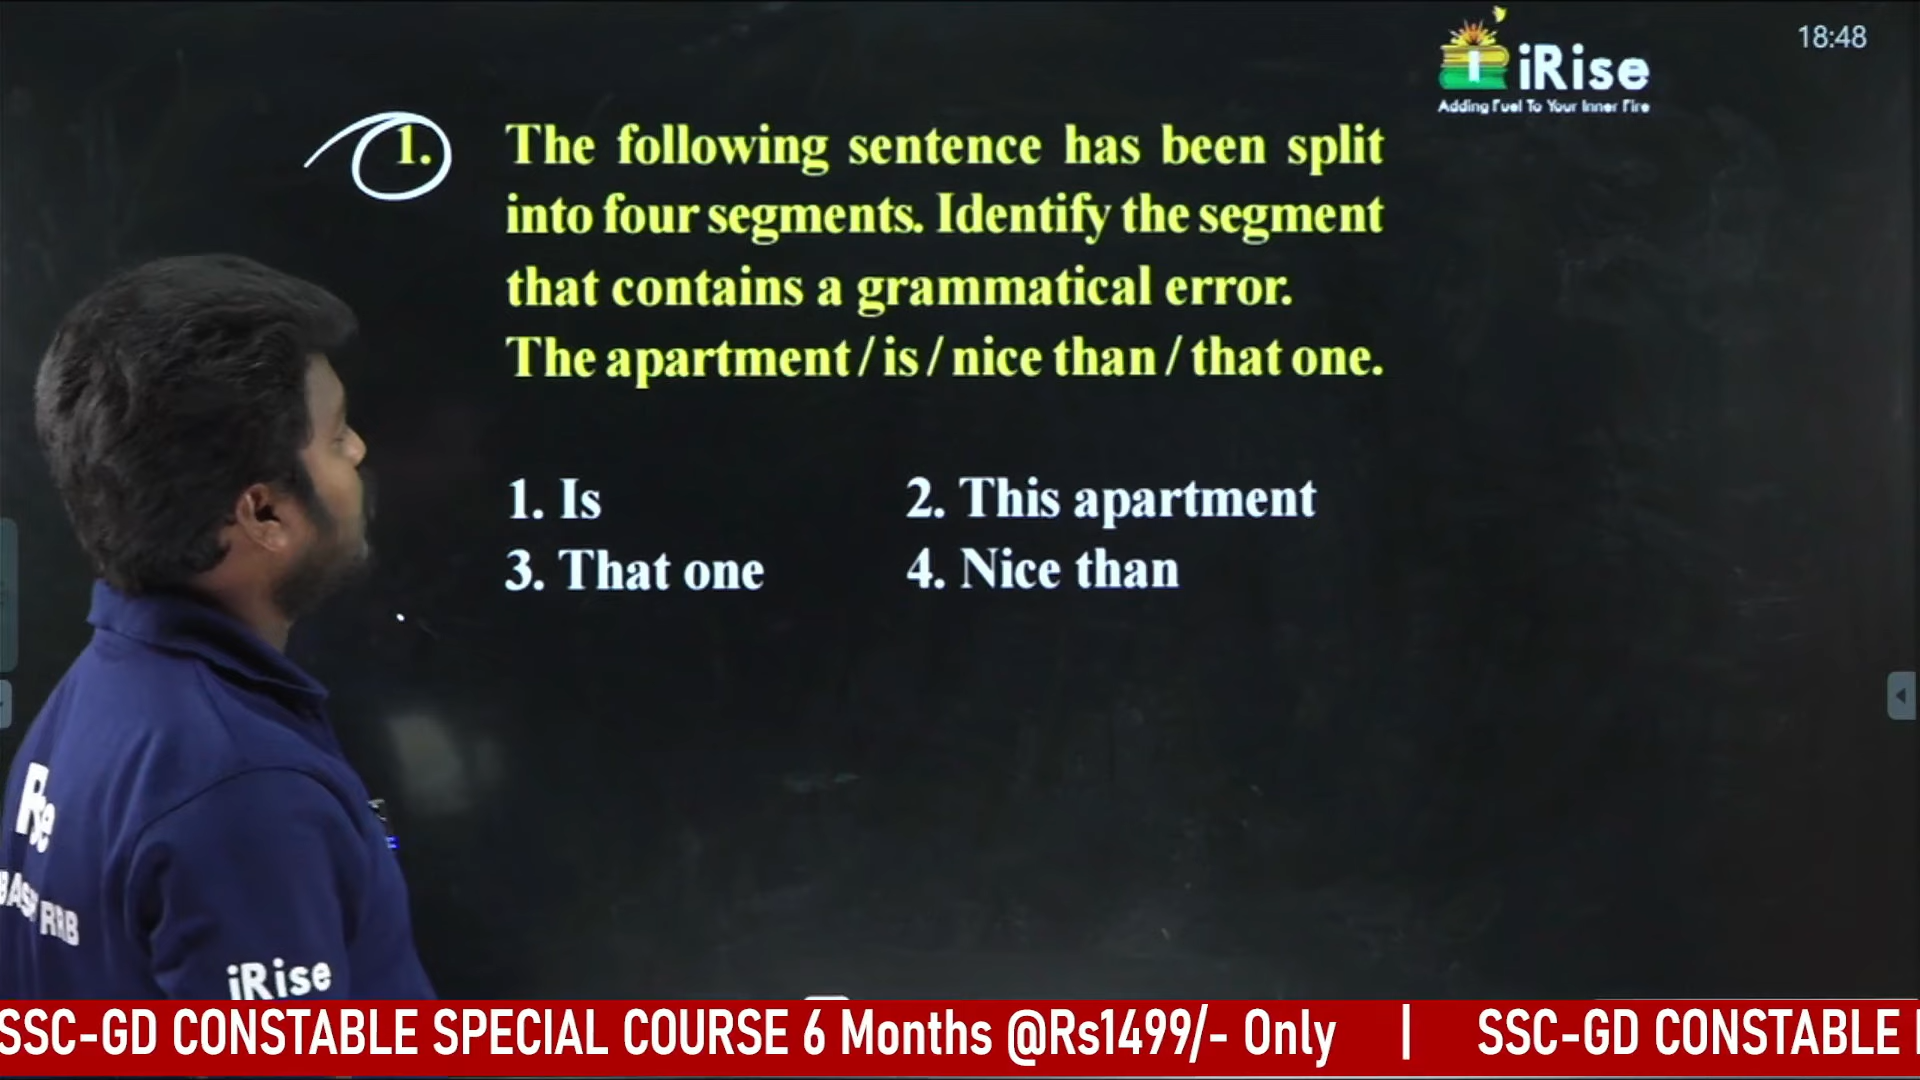 iRise
Adding Fuel To Your Inner Fire
18:48
1. The following sentence has been split
into four segments. Identify the segment
that contains a grammatical error.
The apartment / is / nice than / that one.
1. Is
2. This apartment
3. That one
4. Nice than
Rise
RRB
iRise
SSC-GD CONSTABLE SPECIAL COURSE 6 Months @Rs1499/- Only | SSC-GD CONSTABLE